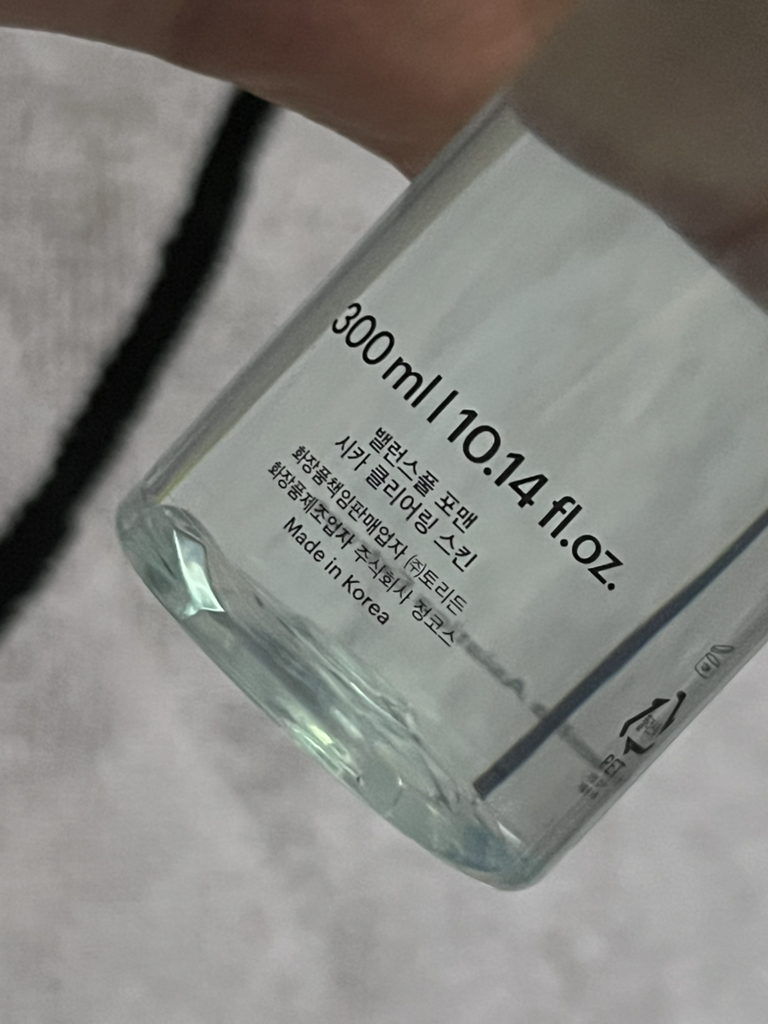 300 ml | 10.14 fl.oz.
밸런스풀 포맨
시카 클리어링 스킨
화장품책임판매업자 ㈜토리든
화장품제조업자 주식회사 정코스
Made in Korea